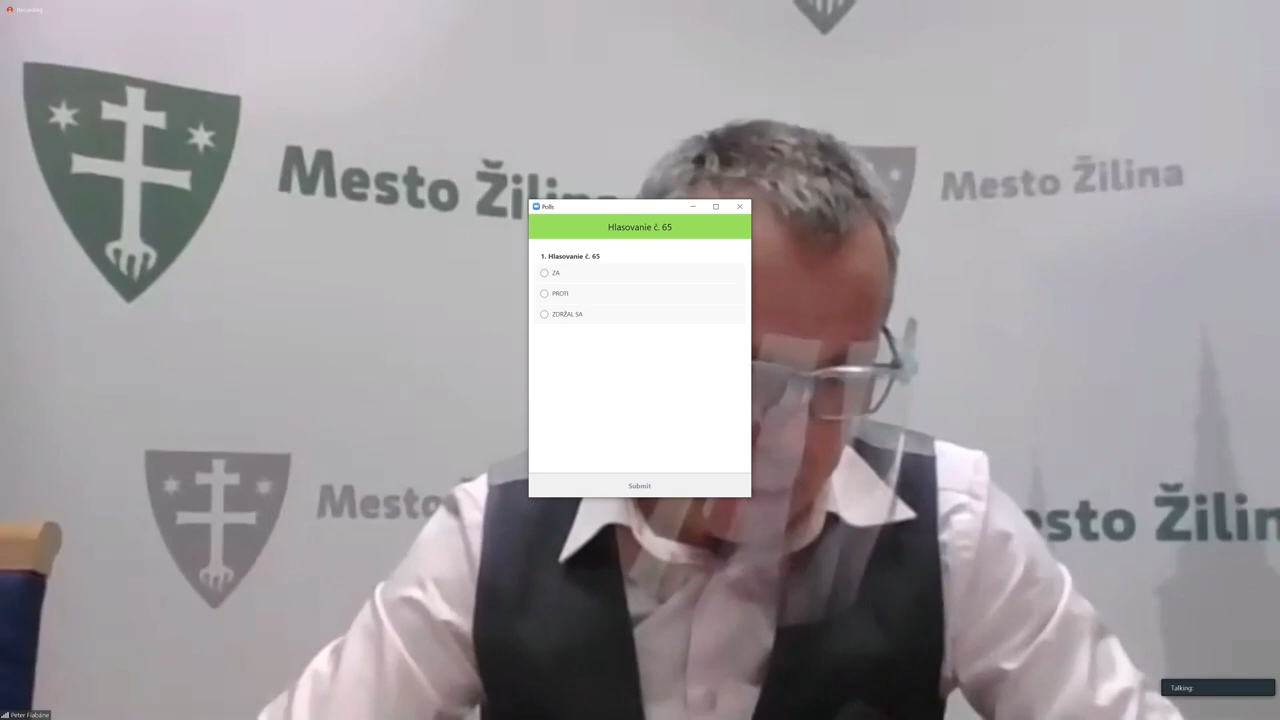 Recording
Mesto Žilina
Mesto Žilina
Polls
Hlasovanie č. 65
1. Hlasovanie č. 65
ZA
PROTI
ZDRŽAL SA
Submit
Mesto
esto Žilin
Talking:
Peter Fiabáne